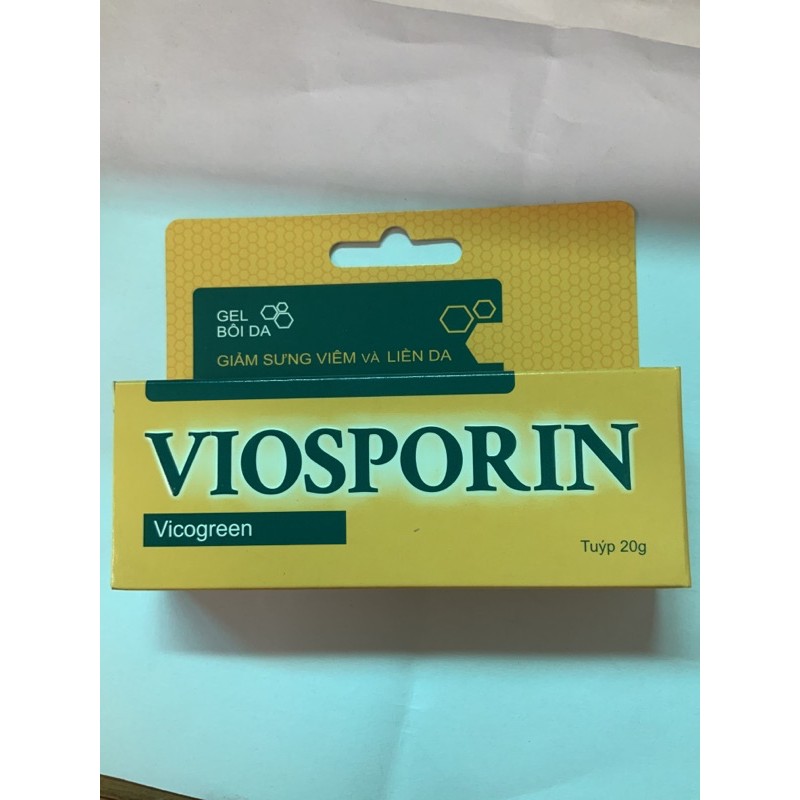 GEL
BÔI DA
GIẢM SƯNG VIÊM VÀ LIỀN DA
VIOSPORIN
Vicogreen
Tuýp 20g